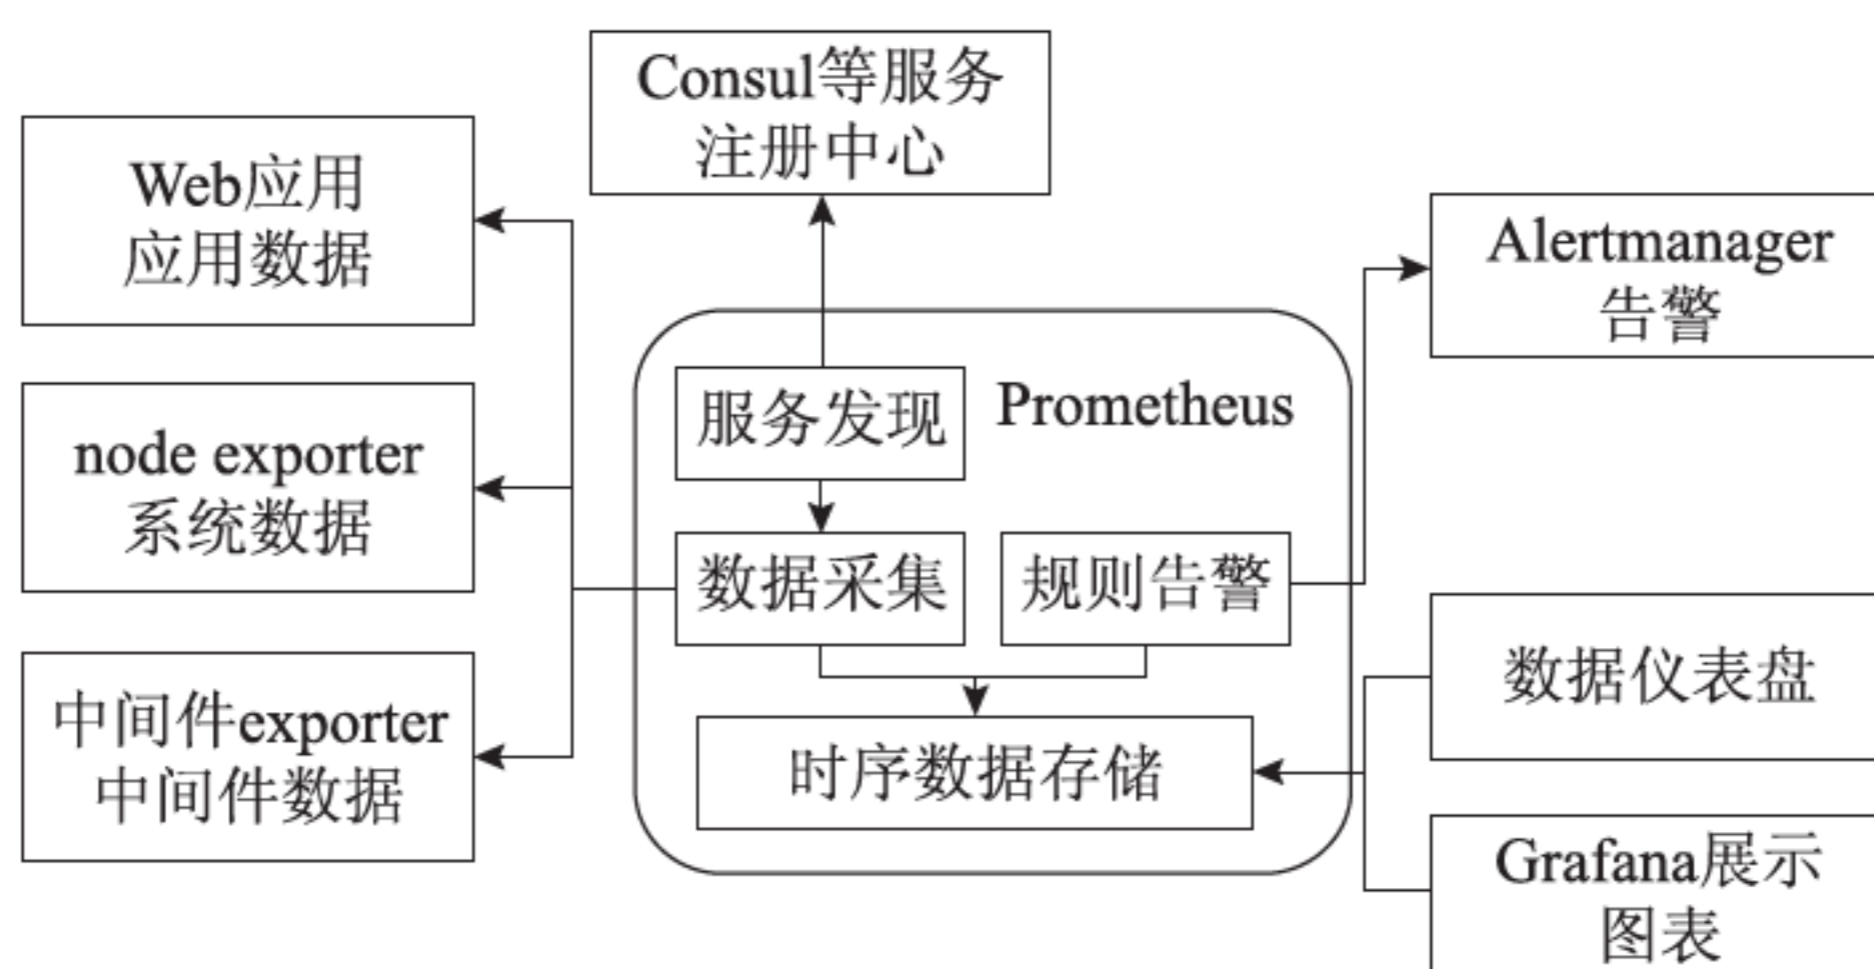 Consul等服务
注册中心
Web应用
应用数据
Alertmanager
告警
服务发现
Prometheus
node exporter
系统数据
数据采集
规则告警
中间件exporter
中间件数据
数据仪表盘
时序数据存储
Grafana展示
图表